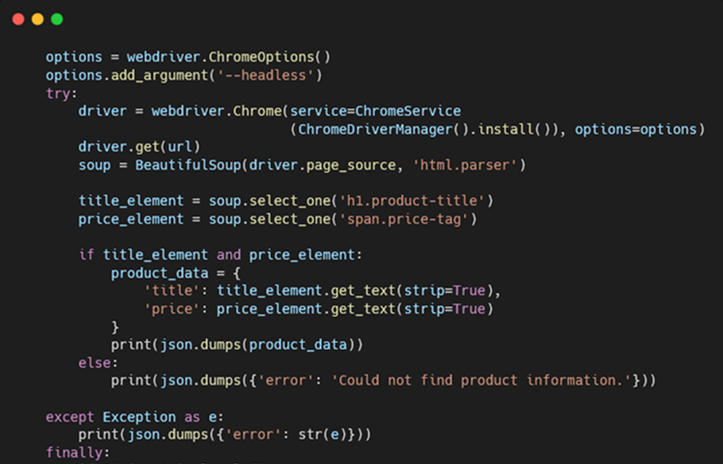 options = webdriver.ChromeOptions()
options.add_argument('--headless')
try:
    driver = webdriver.Chrome(service=ChromeService
                              (ChromeDriverManager().install()), options=options)
    driver.get(url)
    soup = BeautifulSoup(driver.page_source, 'html.parser')

    title_element = soup.select_one('h1.product-title')
    price_element = soup.select_one('span.price-tag')

    if title_element and price_element:
        product_data = {
            'title': title_element.get_text(strip=True),
            'price': price_element.get_text(strip=True)
        }
        print(json.dumps(product_data))
    else:
        print(json.dumps({'error': 'Could not find product information.'}))

except Exception as e:
    print(json.dumps({'error': str(e)}))
finally: